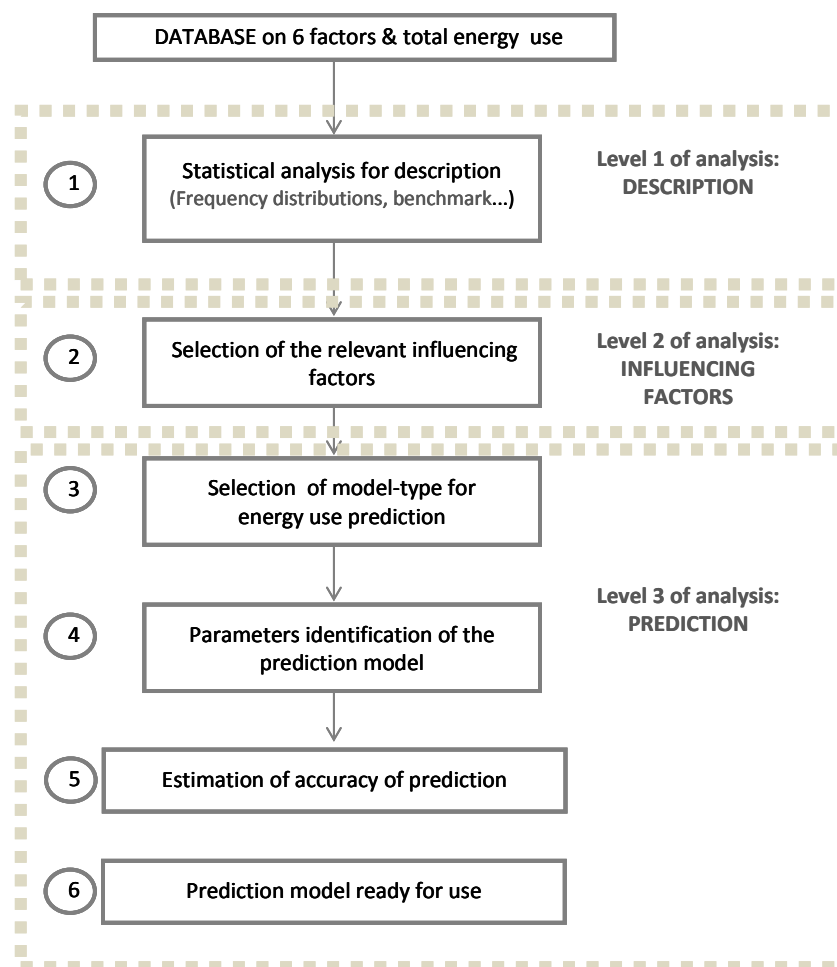 DATABASE on 6 factors & total energy use
1
Statistical analysis for description
(Frequency distributions, benchmark...)
Level 1 of analysis:
DESCRIPTION
2
Selection of the relevant influencing
factors
Level 2 of analysis:
INFLUENCING
FACTORS
3
Selection of model-type for
energy use prediction
4
Parameters identification of the
prediction model
Level 3 of analysis:
PREDICTION
5
Estimation of accuracy of prediction
6
Prediction model ready for use